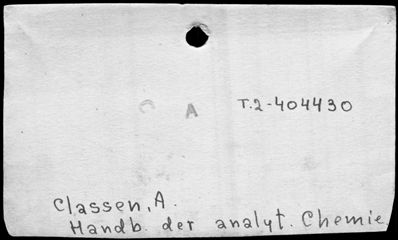 C A
T.2-404430
Classen, A.
Handb. der analyt. Chemie